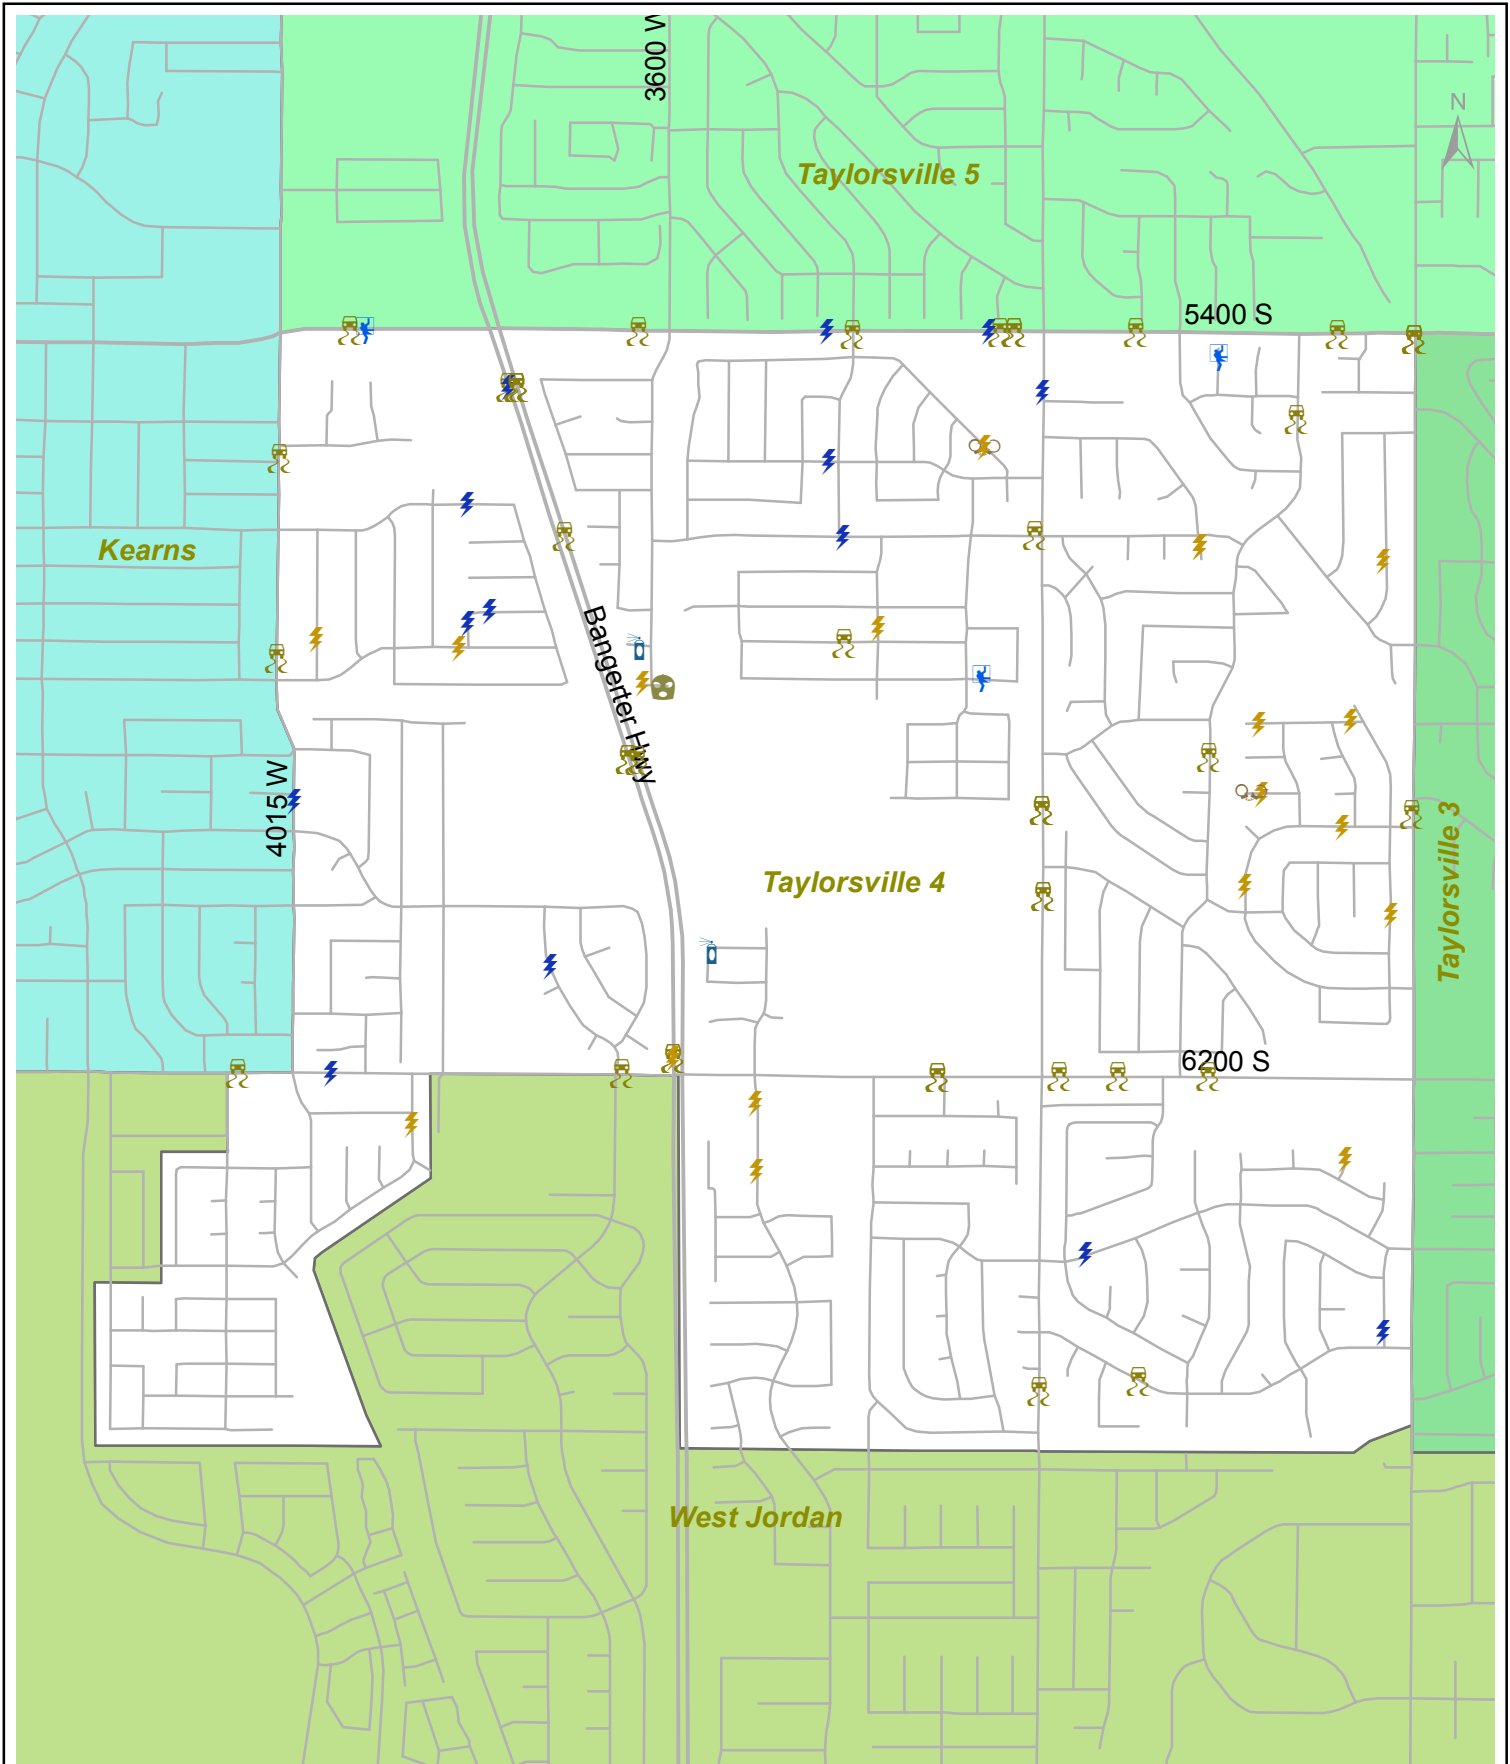 3600 W
N
Taylorsville 5
5400 S
Kearns
Bangerter Hwy
4015 W
Taylorsville 4
Taylorsville 3
6200 S
West Jordan